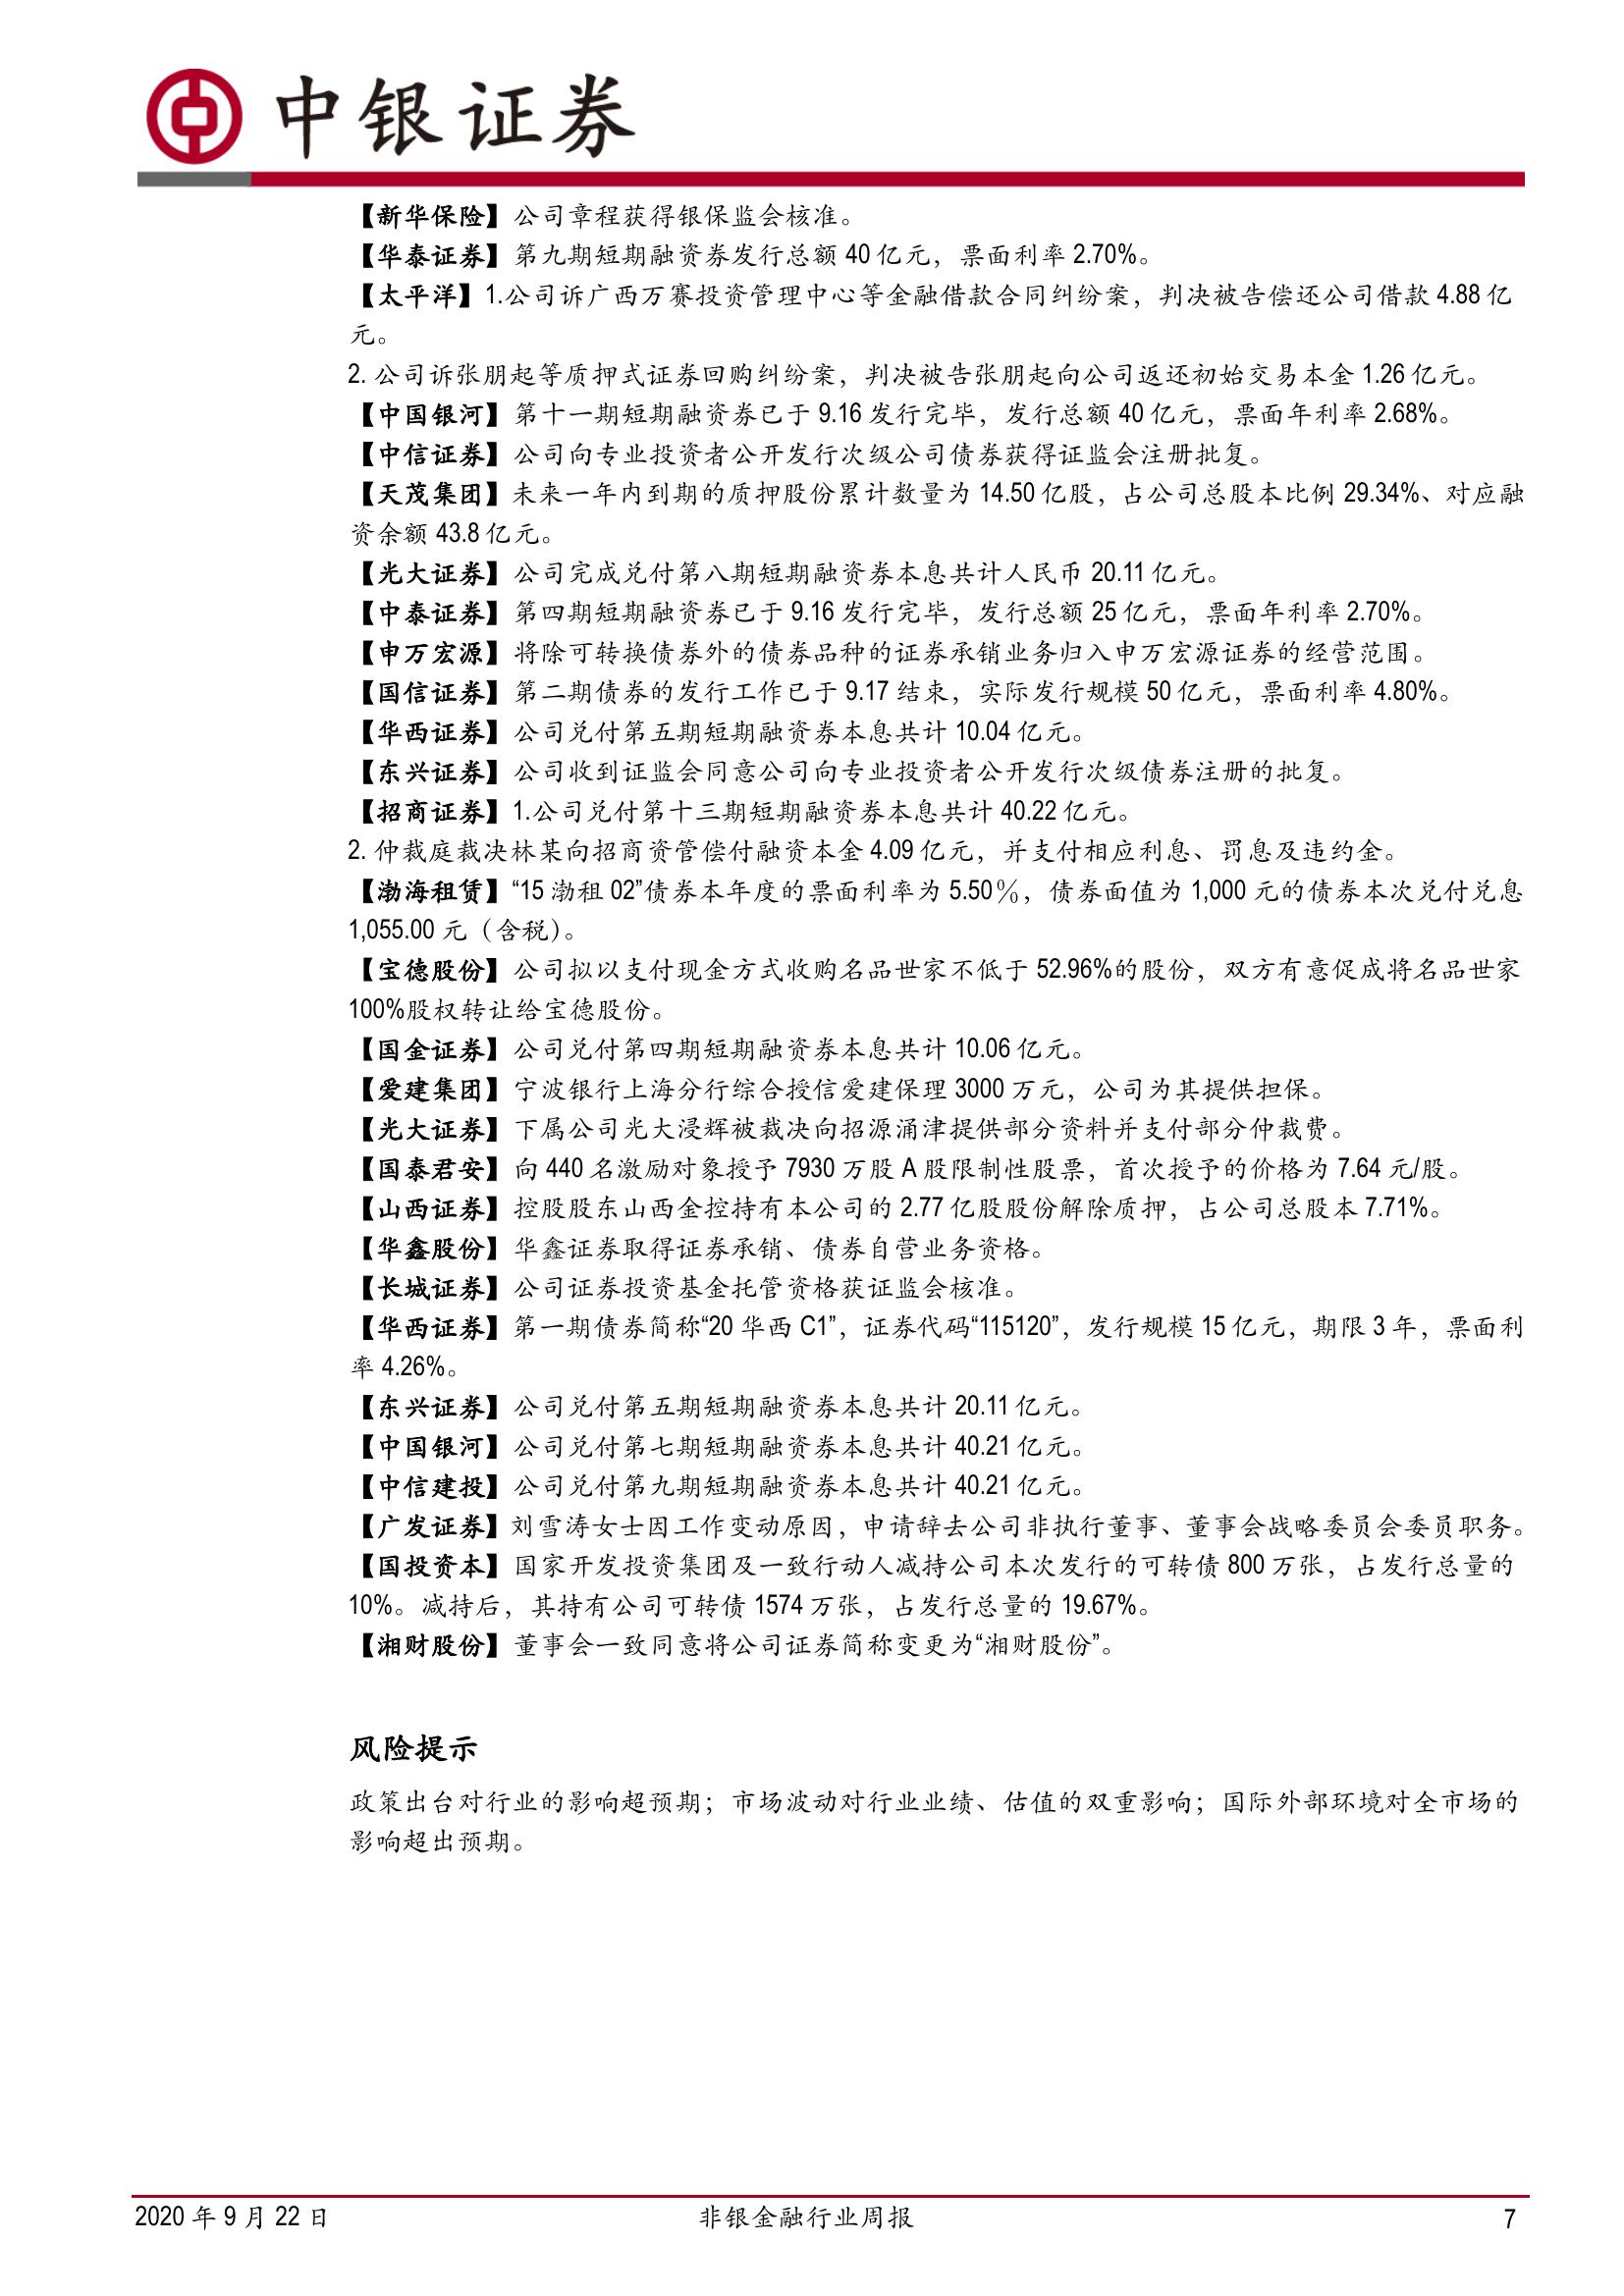 中银证券
【新华保险】公司章程获得银保监会核准。
【华泰证券】第九期短期融资券发行总额 40 亿元，票面利率 2.70%。
【太平洋】1.公司诉广西万赛投资管理中心等金融借款合同纠纷案，判决被告偿还公司借款 4.88 亿
元。
2. 公司诉张朋起等质押式证券回购纠纷案，判决被告张朋起向公司返还初始交易本金 1.26 亿元。
【中国银河】第十一期短期融资券已于 9.16 发行完毕，发行总额 40 亿元，票面年利率 2.68%。
【中信证券】公司向专业投资者公开发行次级公司债券获得证监会注册批复。
【天茂集团】未来一年内到期的质押股份累计数量为 14.50 亿股，占公司总股本比例 29.34%、对应融
资余额 43.8 亿元。
【光大证券】公司完成兑付第八期短期融资券本息共计人民币 20.11 亿元。
【中泰证券】第四期短期融资券已于 9.16 发行完毕，发行总额 25 亿元，票面年利率 2.70%。
【申万宏源】将除可转换债券外的债券品种的证券承销业务归入申万宏源证券的经营范围。
【国信证券】第二期债券的发行工作已于 9.17 结束，实际发行规模 50 亿元，票面利率 4.80%。
【华西证券】公司兑付第五期短期融资券本息共计 10.04 亿元。
【东兴证券】公司收到证监会同意公司向专业投资者公开发行次级债券注册的批复。
【招商证券】1.公司兑付第十三期短期融资券本息共计 40.22 亿元。
2. 仲裁庭裁决林某向招商资管偿付融资本金 4.09 亿元，并支付相应利息、罚息及违约金。
【渤海租赁】“15 渤租 02”债券本年度的票面利率为 5.50％，债券面值为 1,000 元的债券本次兑付兑息
1,055.00 元（含税）。
【宝德股份】公司拟以支付现金方式收购名品世家不低于 52.96%的股份，双方有意促成将名品世家
100%股权转让给宝德股份。
【国金证券】公司兑付第四期短期融资券本息共计 10.06 亿元。
【爱建集团】宁波银行上海分行综合授信爱建保理 3000 万元，公司为其提供担保。
【光大证券】下属公司光大浸辉被裁决向招源涌津提供部分资料并支付部分仲裁费。
【国泰君安】向 440 名激励对象授予 7930 万股 A 股限制性股票，首次授予的价格为 7.64 元/股。
【山西证券】控股股东山西金控持有本公司的 2.77 亿股股份解除质押，占公司总股本 7.71%。
【华鑫股份】华鑫证券取得证券承销、债券自营业务资格。
【长城证券】公司证券投资基金托管资格获证监会核准。
【华西证券】第一期债券简称“20 华西 C1”，证券代码“115120”，发行规模 15 亿元，期限 3 年，票面利
率 4.26%。
【东兴证券】公司兑付第五期短期融资券本息共计 20.11 亿元。
【中国银河】公司兑付第七期短期融资券本息共计 40.21 亿元。
【中信建投】公司兑付第九期短期融资券本息共计 40.21 亿元。
【广发证券】刘雪涛女士因工作变动原因，申请辞去公司非执行董事、董事会战略委员会委员职务。
【国投资本】国家开发投资集团及一致行动人减持公司本次发行的可转债 800 万张，占发行总量的
10%。减持后，其持有公司可转债 1574 万张，占发行总量的 19.67%。
【湘财股份】董事会一致同意将公司证券简称变更为“湘财股份”。
风险提示
政策出台对行业的影响超预期；市场波动对行业业绩、估值的双重影响；国际外部环境对全市场的
影响超出预期。
2020 年 9 月 22 日 非银金融行业周报 7